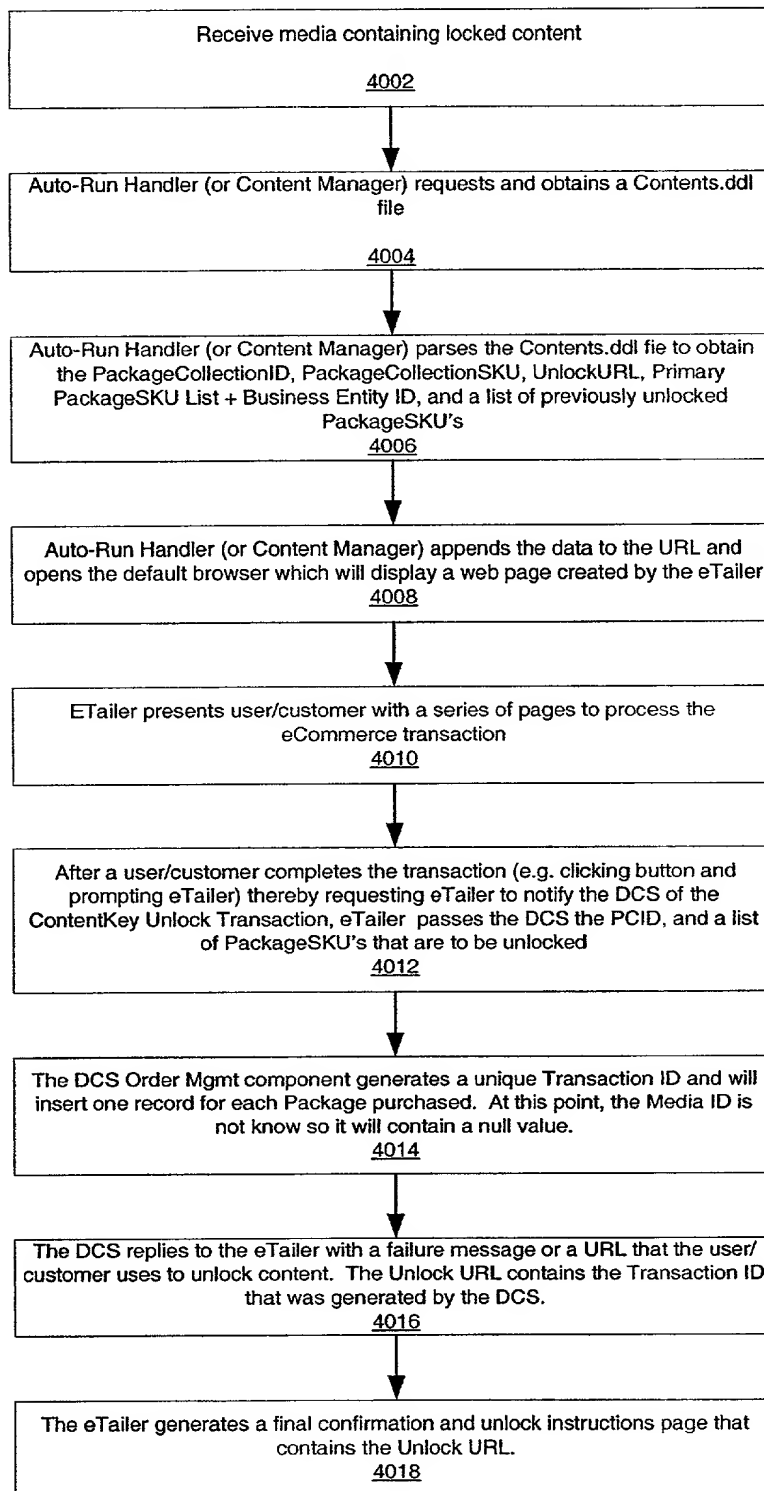 Receive media containing locked content
4002
Auto-Run Handler (or Content Manager) requests and obtains a Contents.ddl
file
4004
Auto-Run Handler (or Content Manager) parses the Contents.ddl fie to obtain
the PackageCollectionID, PackageCollectionSKU, UnlockURL, Primary
PackageSKU List + Business Entity ID, and a list of previously unlocked
PackageSKU's
4006
Auto-Run Handler (or Content Manager) appends the data to the URL and
opens the default browser which will display a web page created by the eTailer
4008
ETailer presents user/customer with a series of pages to process the
eCommerce transaction
4010
After a user/customer completes the transaction (e.g. clicking button and
prompting eTailer) thereby requesting eTailer to notify the DCS of the
ContentKey Unlock Transaction, eTailer passes the DCS the PCID, and a list
of PackageSKU's that are to be unlocked
4012
The DCS Order Mgmt component generates a unique Transaction ID and will
insert one record for each Package purchased. At this point, the Media ID is
not know so it will contain a null value.
4014
The DCS replies to the eTailer with a failure message or a URL that the user/
customer uses to unlock content. The Unlock URL contains the Transaction ID
that was generated by the DCS.
4016
The eTailer generates a final confirmation and unlock instructions page that
contains the Unlock URL.
4018